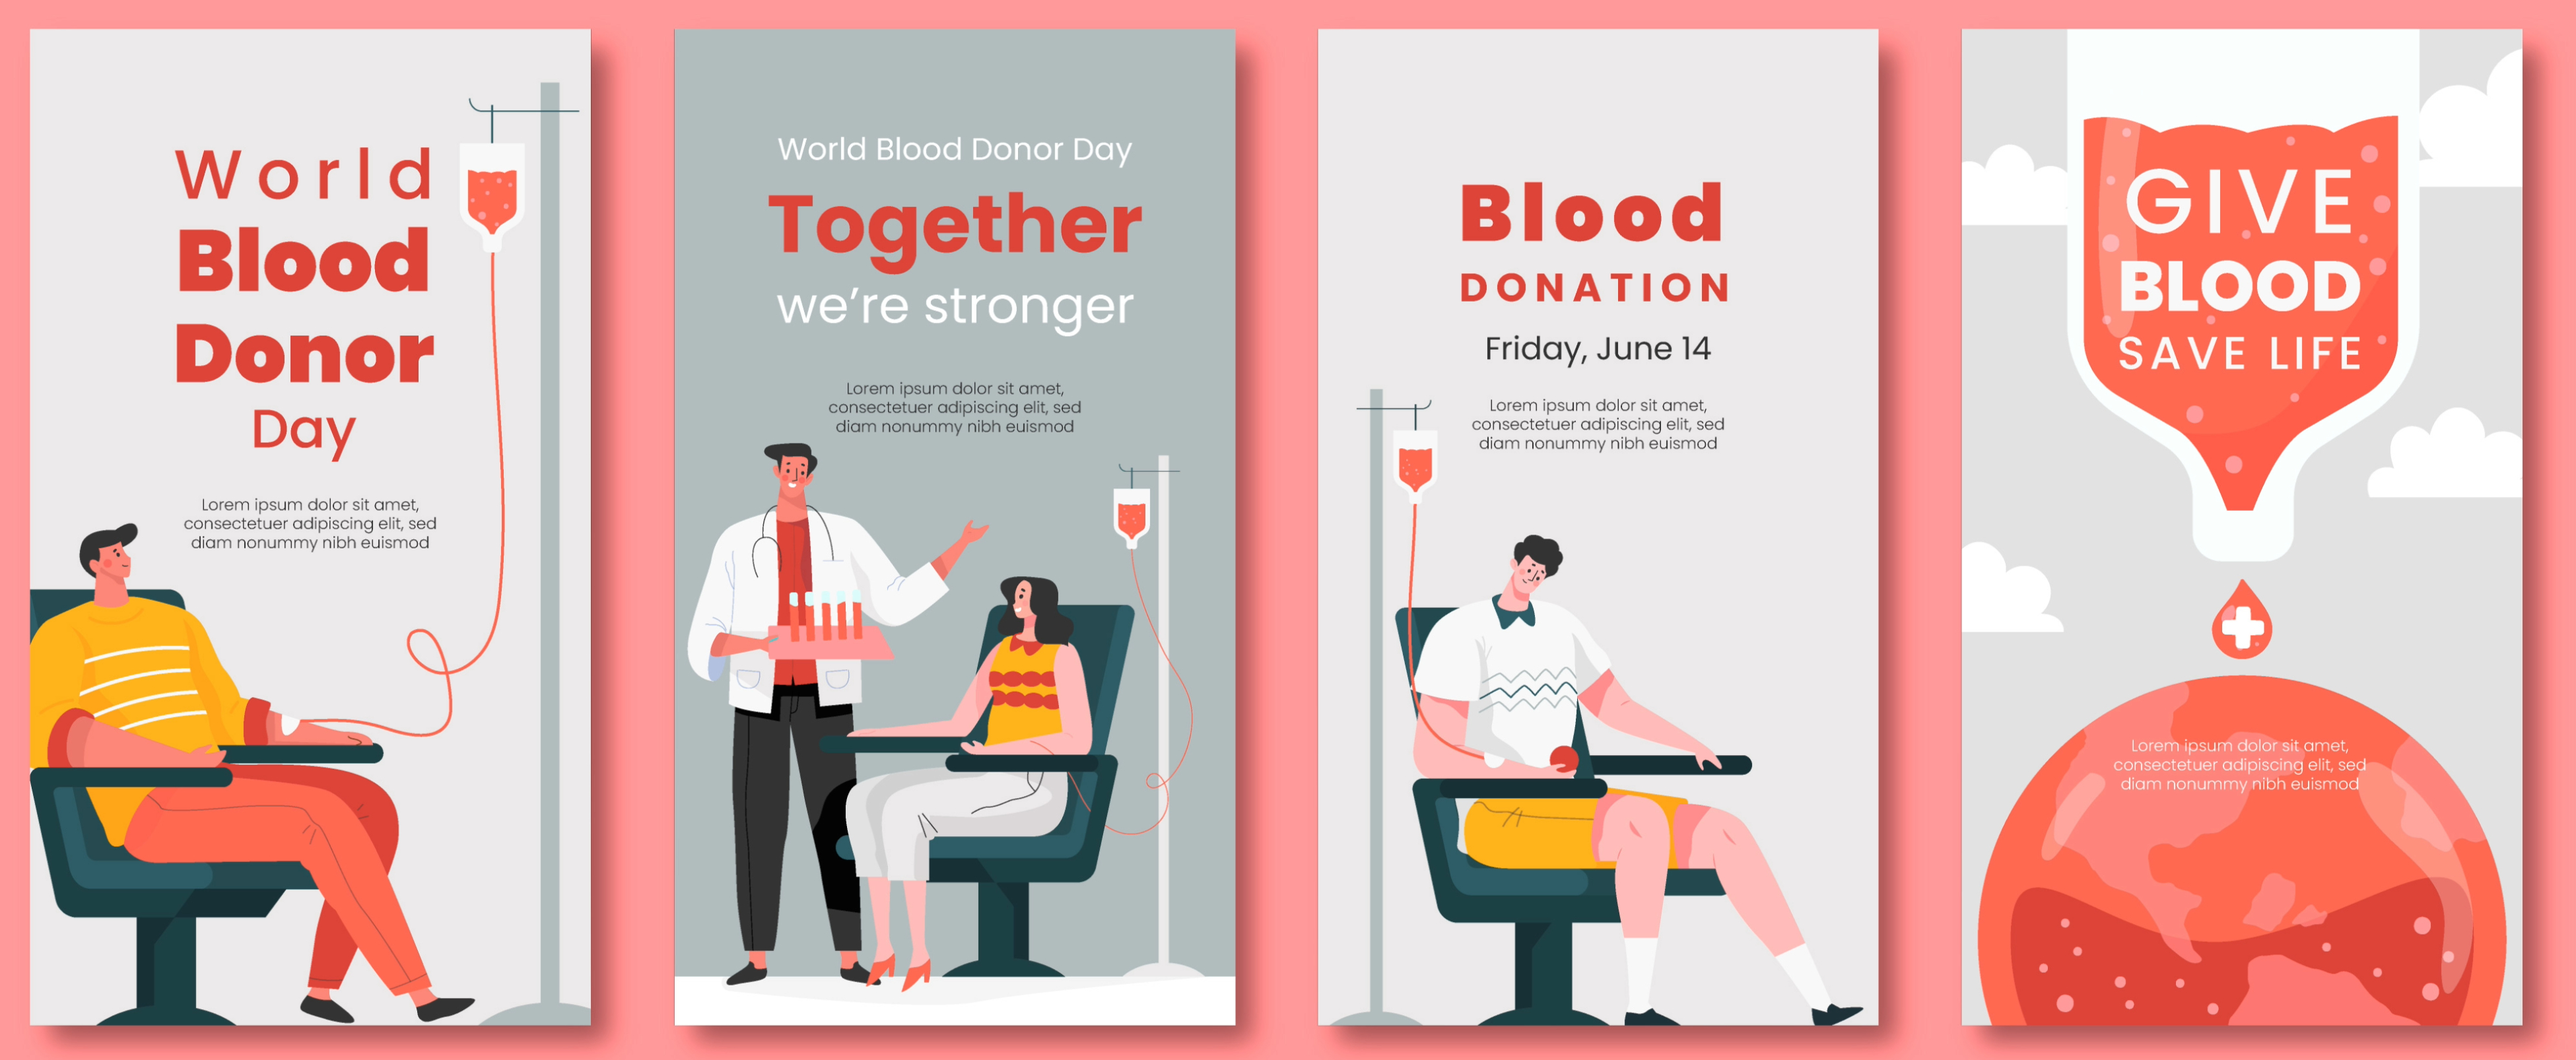 World
Blood
Donor
Day
Lorem ipsum dolor sit amet,
consectetuer adipiscing elit, sed
diam nonummy nibh euismod
World Blood Donor Day
Together
we’re stronger
Lorem ipsum dolor sit amet,
consectetuer adipiscing elit, sed
diam nonummy nibh euismod
Blood
DONATION
Friday, June 14
Lorem ipsum dolor sit amet,
consectetuer adipiscing elit, sed
diam nonummy nibh euismod
GIVE
BLOOD
SAVE LIFE
Lorem ipsum dolor sit amet,
consectetuer adipiscing elit, sed
diam nonummy nibh euismod